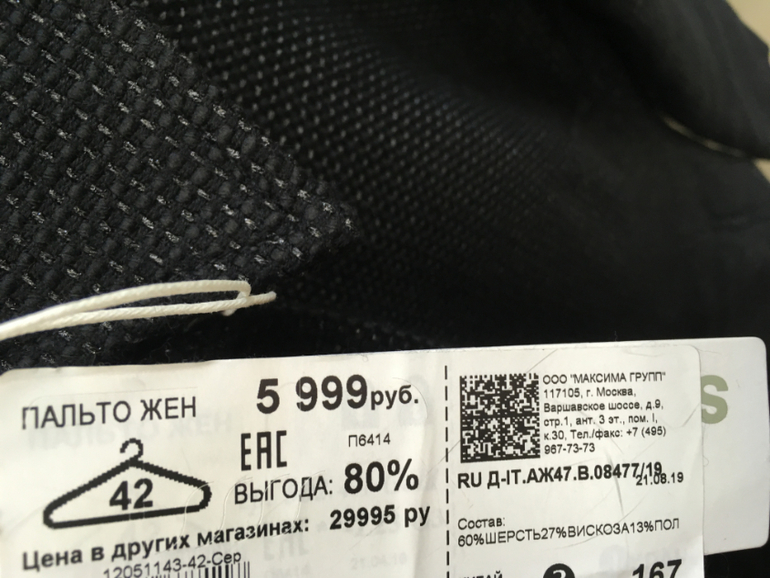 ПАЛЬТО ЖЕН
5 999руб.
EAC
П6414
42
ВЫГОДА: 80%
Цена в других магазинах: 29995 ру
12051143-42-Сер
ООО "МАКСИМА ГРУПП"
117105, г. Москва,
Варшавское шоссе, д.9,
стр.1, ант. 3 эт., пом. I,
к.30, Тел./факс: +7 (495)
967-73-73
RU Д-IT.АЖ47.В.08477/19
21.08.19
Состав:
60%ШЕРСТЬ27%ВИСКОЗА13%ПОЛ
167
s